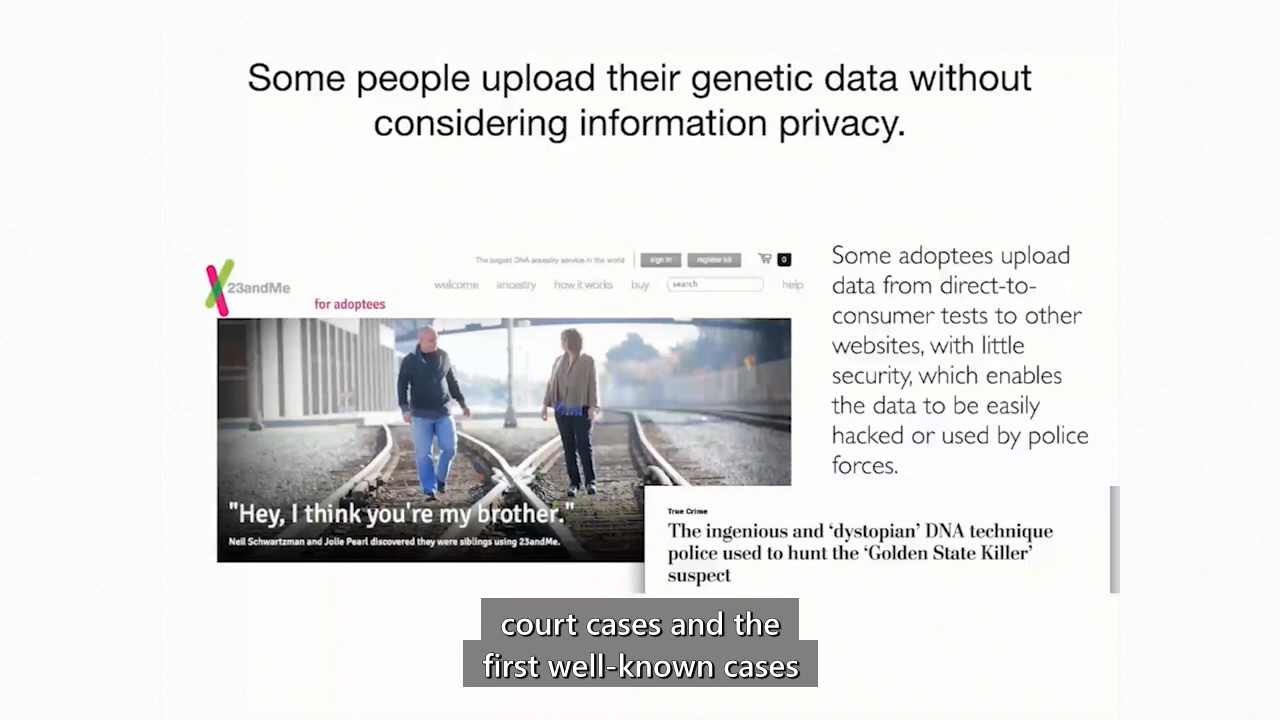 Some people upload their genetic data without
considering information privacy.
The largest DNA ancestry service in the world
sign in
register kit
0
23andMe
welcome
ancestry
how it works
buy
search
help
for adoptees
"Hey, I think you're my brother."
Neil Schwartzman and Jolie Pearl discovered they were siblings using 23andMe.
Some adoptees upload
data from direct-to-
consumer tests to other
websites, with little
security, which enables
the data to be easily
hacked or used by police
forces.
True Crime
The ingenious and ‘dystopian’ DNA technique
police used to hunt the ‘Golden State Killer’
suspect
court cases and the
first well-known cases